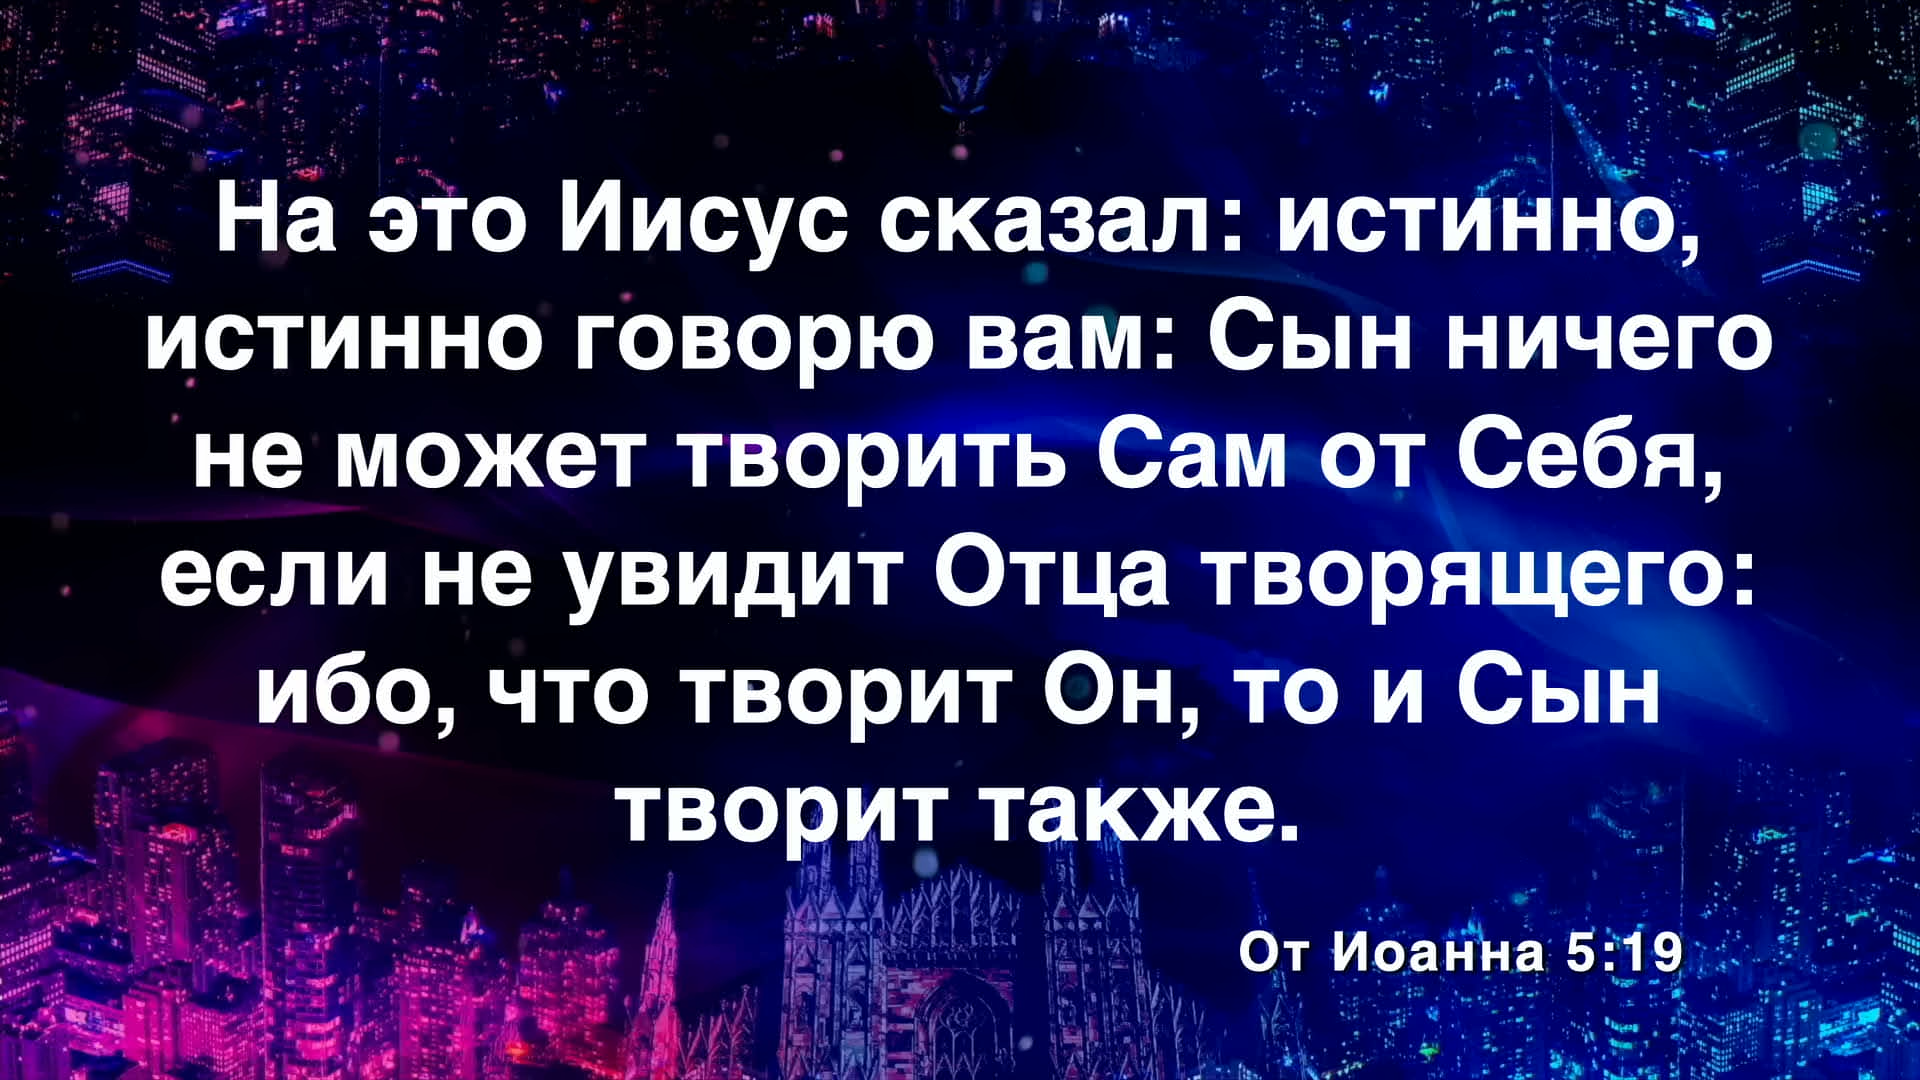 На это Иисус сказал: истинно,
истинно говорю вам: Сын ничего
не может творить Сам от Себя,
если не увидит Отца творящего:
ибо, что творит Он, то и Сын
творит также.
От Иоанна 5:19